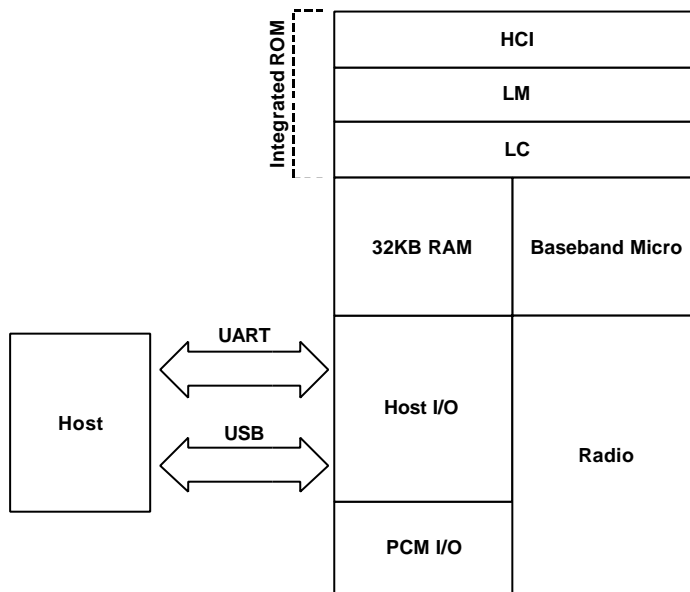 Integrated ROM
HCI
LM
LC
32KB RAM
Baseband Micro
UART
Host
Host I/O
USB
Radio
PCM I/O